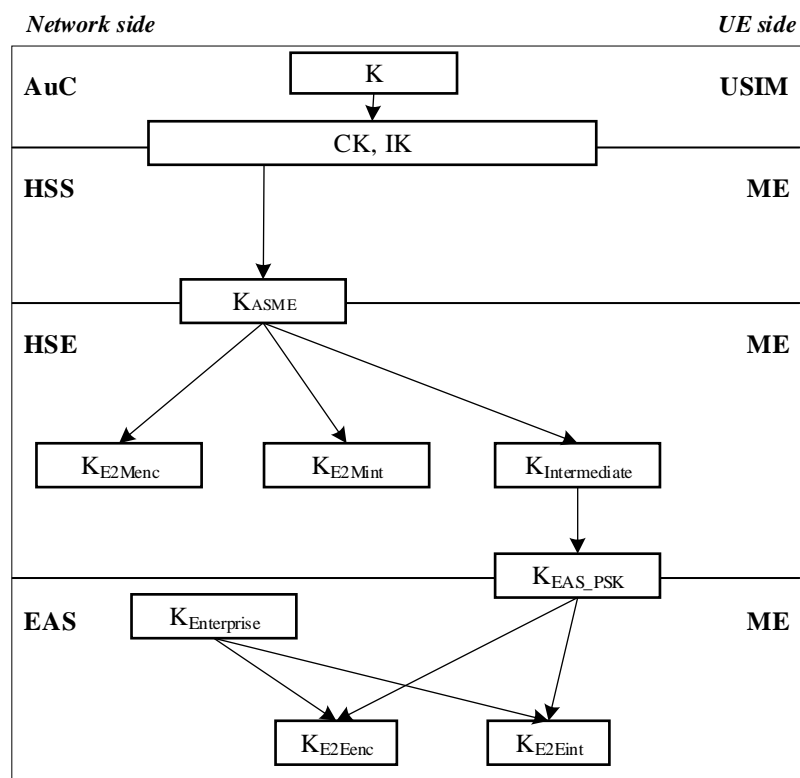 Network side UE side
K
AuC USIM
CK, IK
HSS ME
KASME
HSE ME
KE2Menc KE2Mint KIntermediate
KEAS_PSK
KEnterprise
EAS ME
KE2Eenc KE2Eint